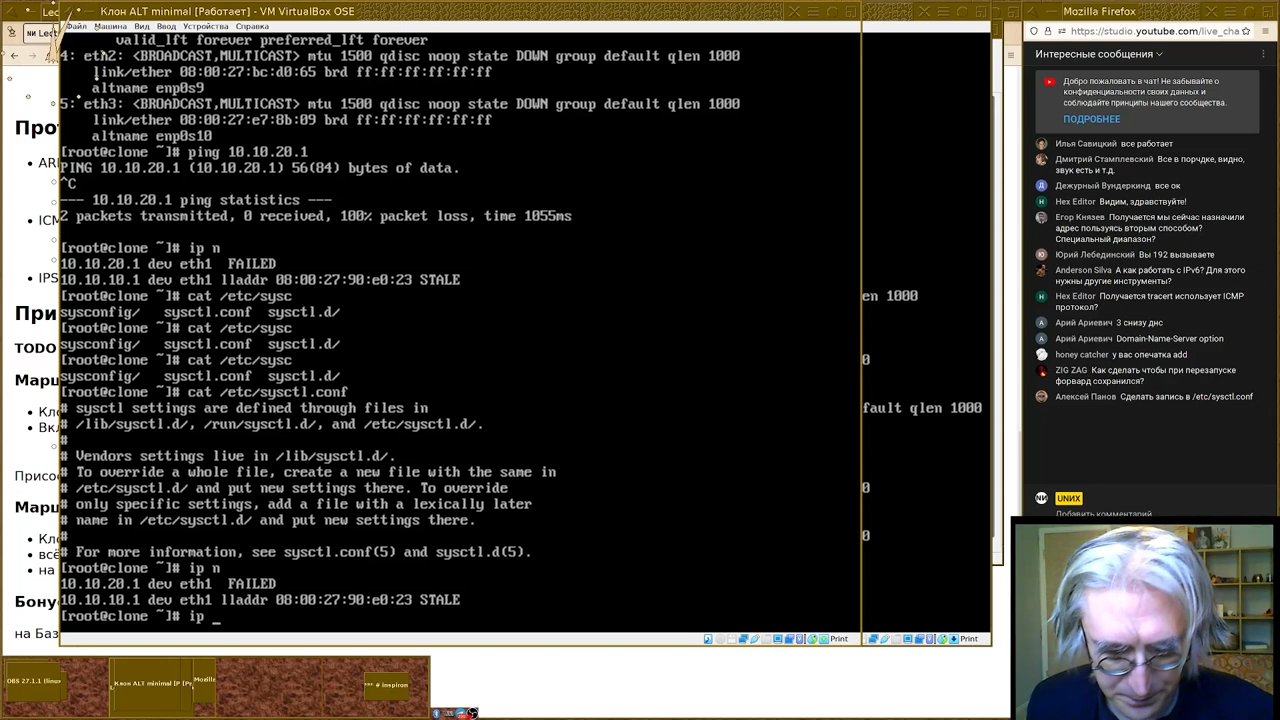 Lec
Клон ALT minimal [Работает] - VM VirtualBox OSE
Mozilla Firefox
Lect
Файл Машина Вид Ввод Устройства Справка
https://studio.youtube.com/live_cha
valid_lft forever preferred_lft forever
4: eth2: <BROADCAST,MULTICAST> mtu 1500 qdisc noop state DOWN group default qlen 1000
link/ether 08:00:27:bc:d0:65 brd ff:ff:ff:ff:ff:ff
altname enp0s9
5: eth3: <BROADCAST,MULTICAST> mtu 1500 qdisc noop state DOWN group default qlen 1000
link/ether 08:00:27:e7:8b:09 brd ff:ff:ff:ff:ff:ff
altname enp0s10
[root@clone ~]# ping 10.10.20.1
PING 10.10.20.1 (10.10.20.1) 56(84) bytes of data.
^C
--- 10.10.20.1 ping statistics ---
2 packets transmitted, 0 received, 100% packet loss, time 1055ms
[root@clone ~]# ip n
10.10.20.1 dev eth1  FAILED
10.10.10.1 dev eth1 lladdr 08:00:27:90:e0:23 STALE
[root@clone ~]# cat /etc/sysc
sysconfig/   sysctl.conf  sysctl.d/
[root@clone ~]# cat /etc/sysc
sysconfig/   sysctl.conf  sysctl.d/
[root@clone ~]# cat /etc/sysc
sysconfig/   sysctl.conf  sysctl.d/
[root@clone ~]# cat /etc/sysctl.conf
# sysctl settings are defined through files in
# /lib/sysctl.d/, /run/sysctl.d/, and /etc/sysctl.d/.
#
# Vendors settings live in /lib/sysctl.d/.
# To override a whole file, create a new file with the same in
# /etc/sysctl.d/ and put new settings there. To override
# only specific settings, add a file with a lexically later
# name in /etc/sysctl.d/ and put new settings there.
#
# For more information, see sysctl.conf(5) and sysctl.d(5).
[root@clone ~]# ip n
10.10.20.1 dev eth1  FAILED
10.10.10.1 dev eth1 lladdr 08:00:27:90:e0:23 STALE
[root@clone ~]# ip _
en 1000
0
fault qlen 1000
0
0
Print
Print
Прот
ARI
ICM
IPS
При
TODO
Марш
Кло
Вкл
Присос
Марш
Кло
всё
на
Бону
на Баз
Интересные сообщения
Добро пожаловать в чат! Не забывайте о
конфиденциальности своих данных и
соблюдайте принципы нашего сообщества.
ПОДРОБНЕЕ
Илья Савицкий все работает
Дмитрий Стамплевский Все в порчдке, видно,
звук есть и т.д.
Дежурный Вундеркинд все ок
Hex Editor Видим, здравствуйте!
Егор Князев Получается мы сейчас назначили
адрес пользуясь вторым способом?
Специальный диапазон?
Юрий Лебединский Вы 192 вызываете
Anderson Silva А как работать с IPv6? Для этого
нужны другие инструменты?
Hex Editor Получается tracert использует ICMP
протокол?
Арий Ариевич 3 снизу днс
Арий Ариевич Domain-Name-Server option
honey catcher у вас опечатка add
ZIG ZAG Как сделать чтобы при перезапуске
форвард сохранился?
Алексей Панов Сделать запись в /etc/sysctl.conf
UNИX
Добавить комментарий
OBS 27.1.1 (linux
Клон ALT minimal [Р
[Ре
Mozille
*** # inspiron